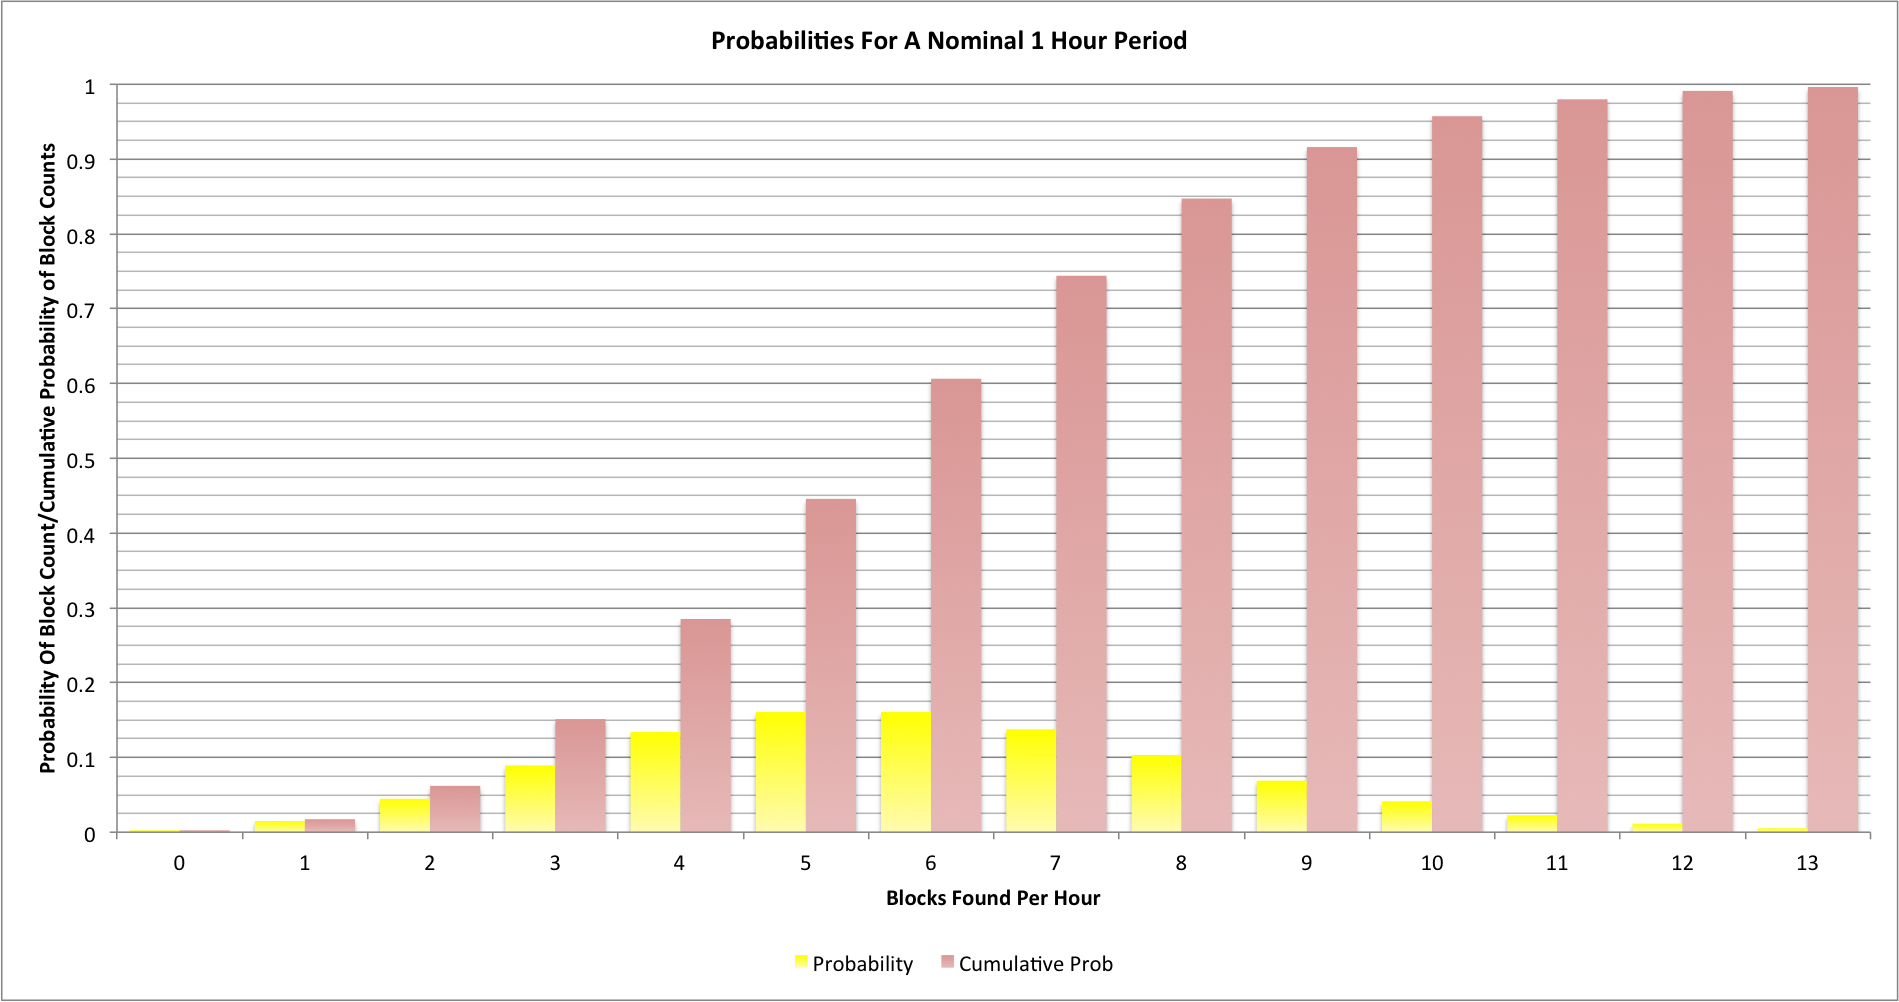 Probabilities For A Nominal 1 Hour Period
Probability Of Block Count/Cumulative Probability of Block Counts
1
0.9
0.8
0.7
0.6
0.5
0.4
0.3
0.2
0.1
0
0 1 2 3 4 5 6 7 8 9 10 11 12 13
Blocks Found Per Hour
Probability Cumulative Prob